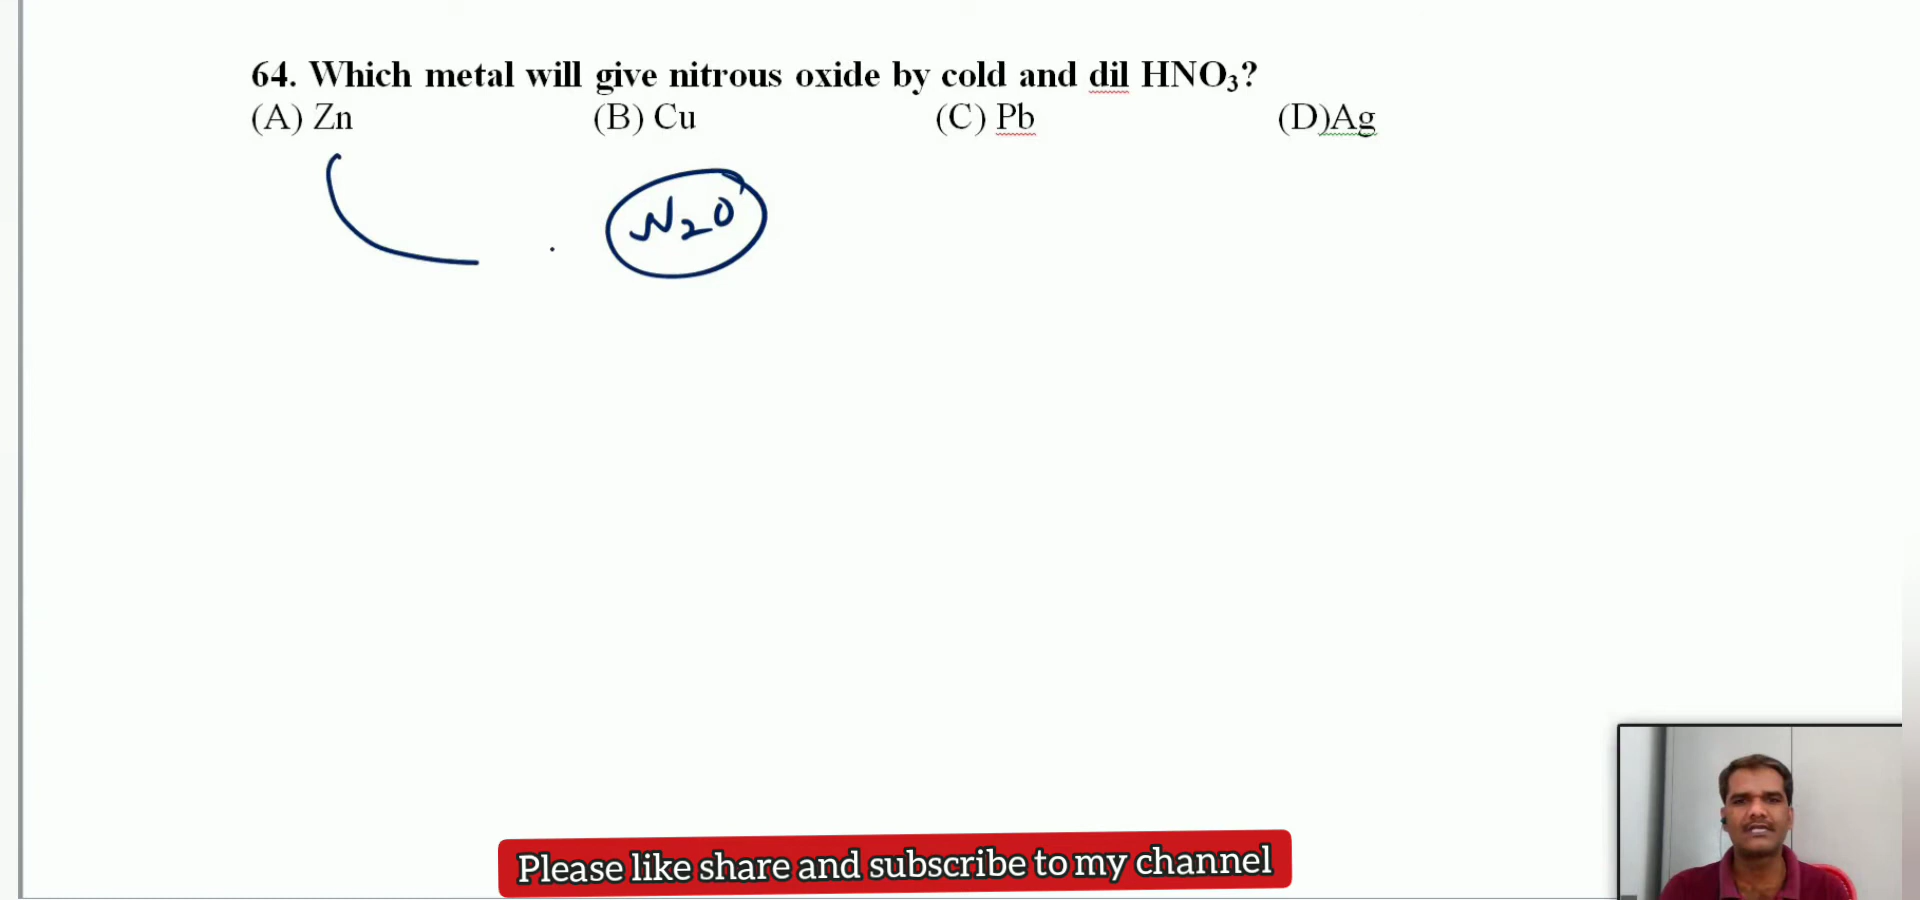 64. Which metal will give nitrous oxide by cold and dil HNO₃?
(A) Zn (B) Cu (C) Pb (D)Ag
N₂O
Please like share and subscribe to my channel